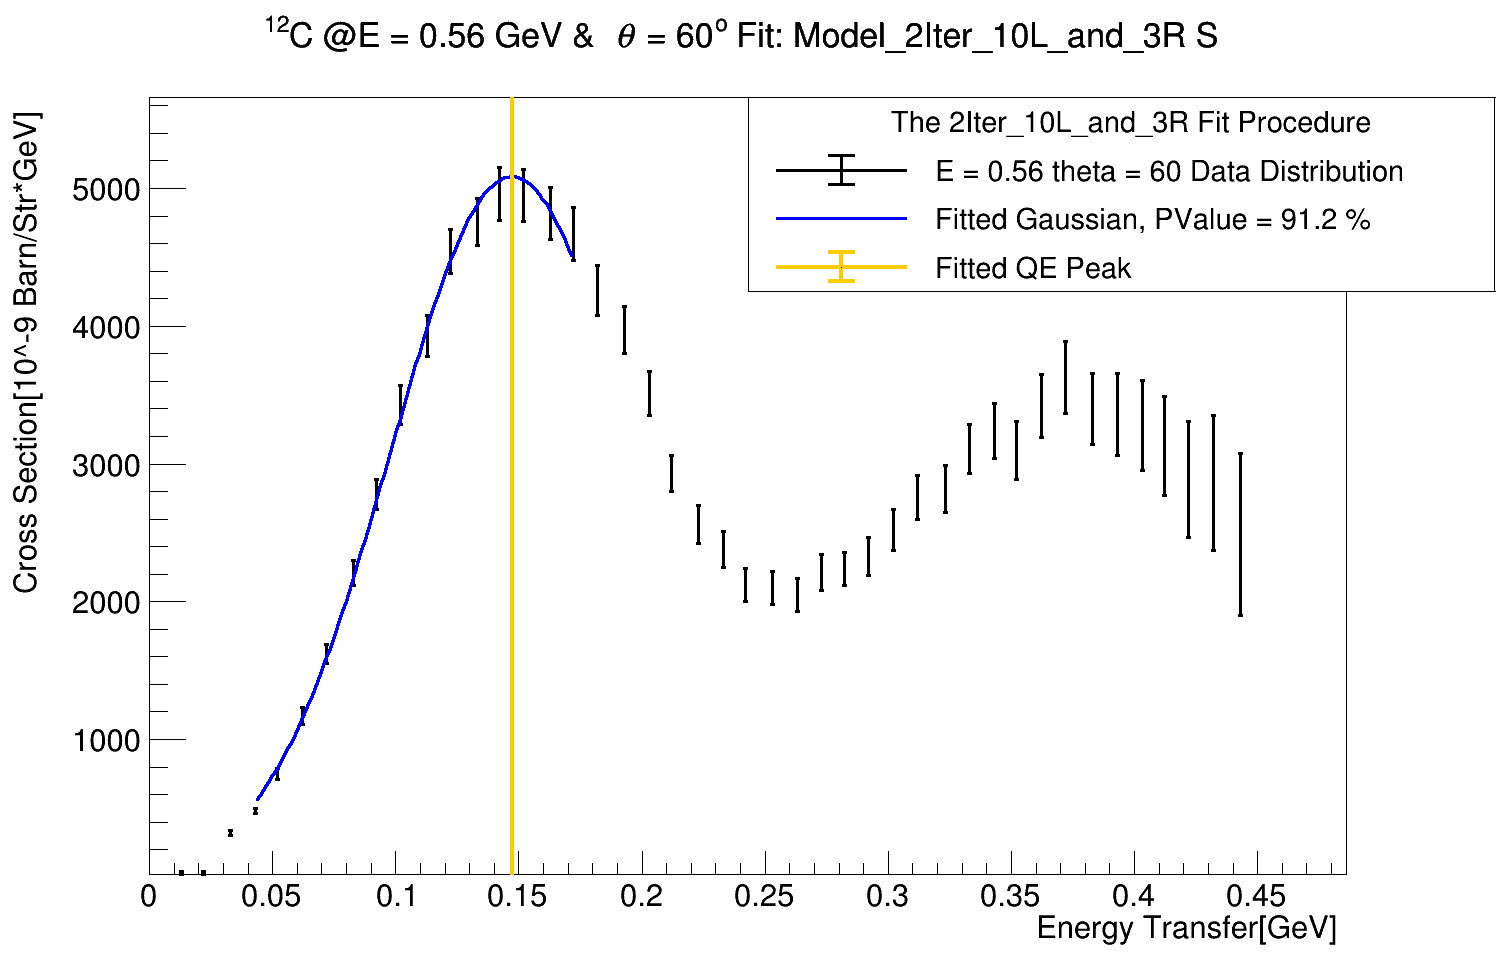 ¹²C @E = 0.56 GeV & θ = 60° Fit: Model_2Iter_10L_and_3R S
The 2Iter_10L_and_3R Fit Procedure
E = 0.56 theta = 60 Data Distribution
Fitted Gaussian, PValue = 91.2 %
Fitted QE Peak
Cross Section[10^-9 Barn/Str*GeV]
5000
4000
3000
2000
1000
0 0.05 0.1 0.15 0.2 0.25 0.3 0.35 0.4 0.45
Energy Transfer[GeV]